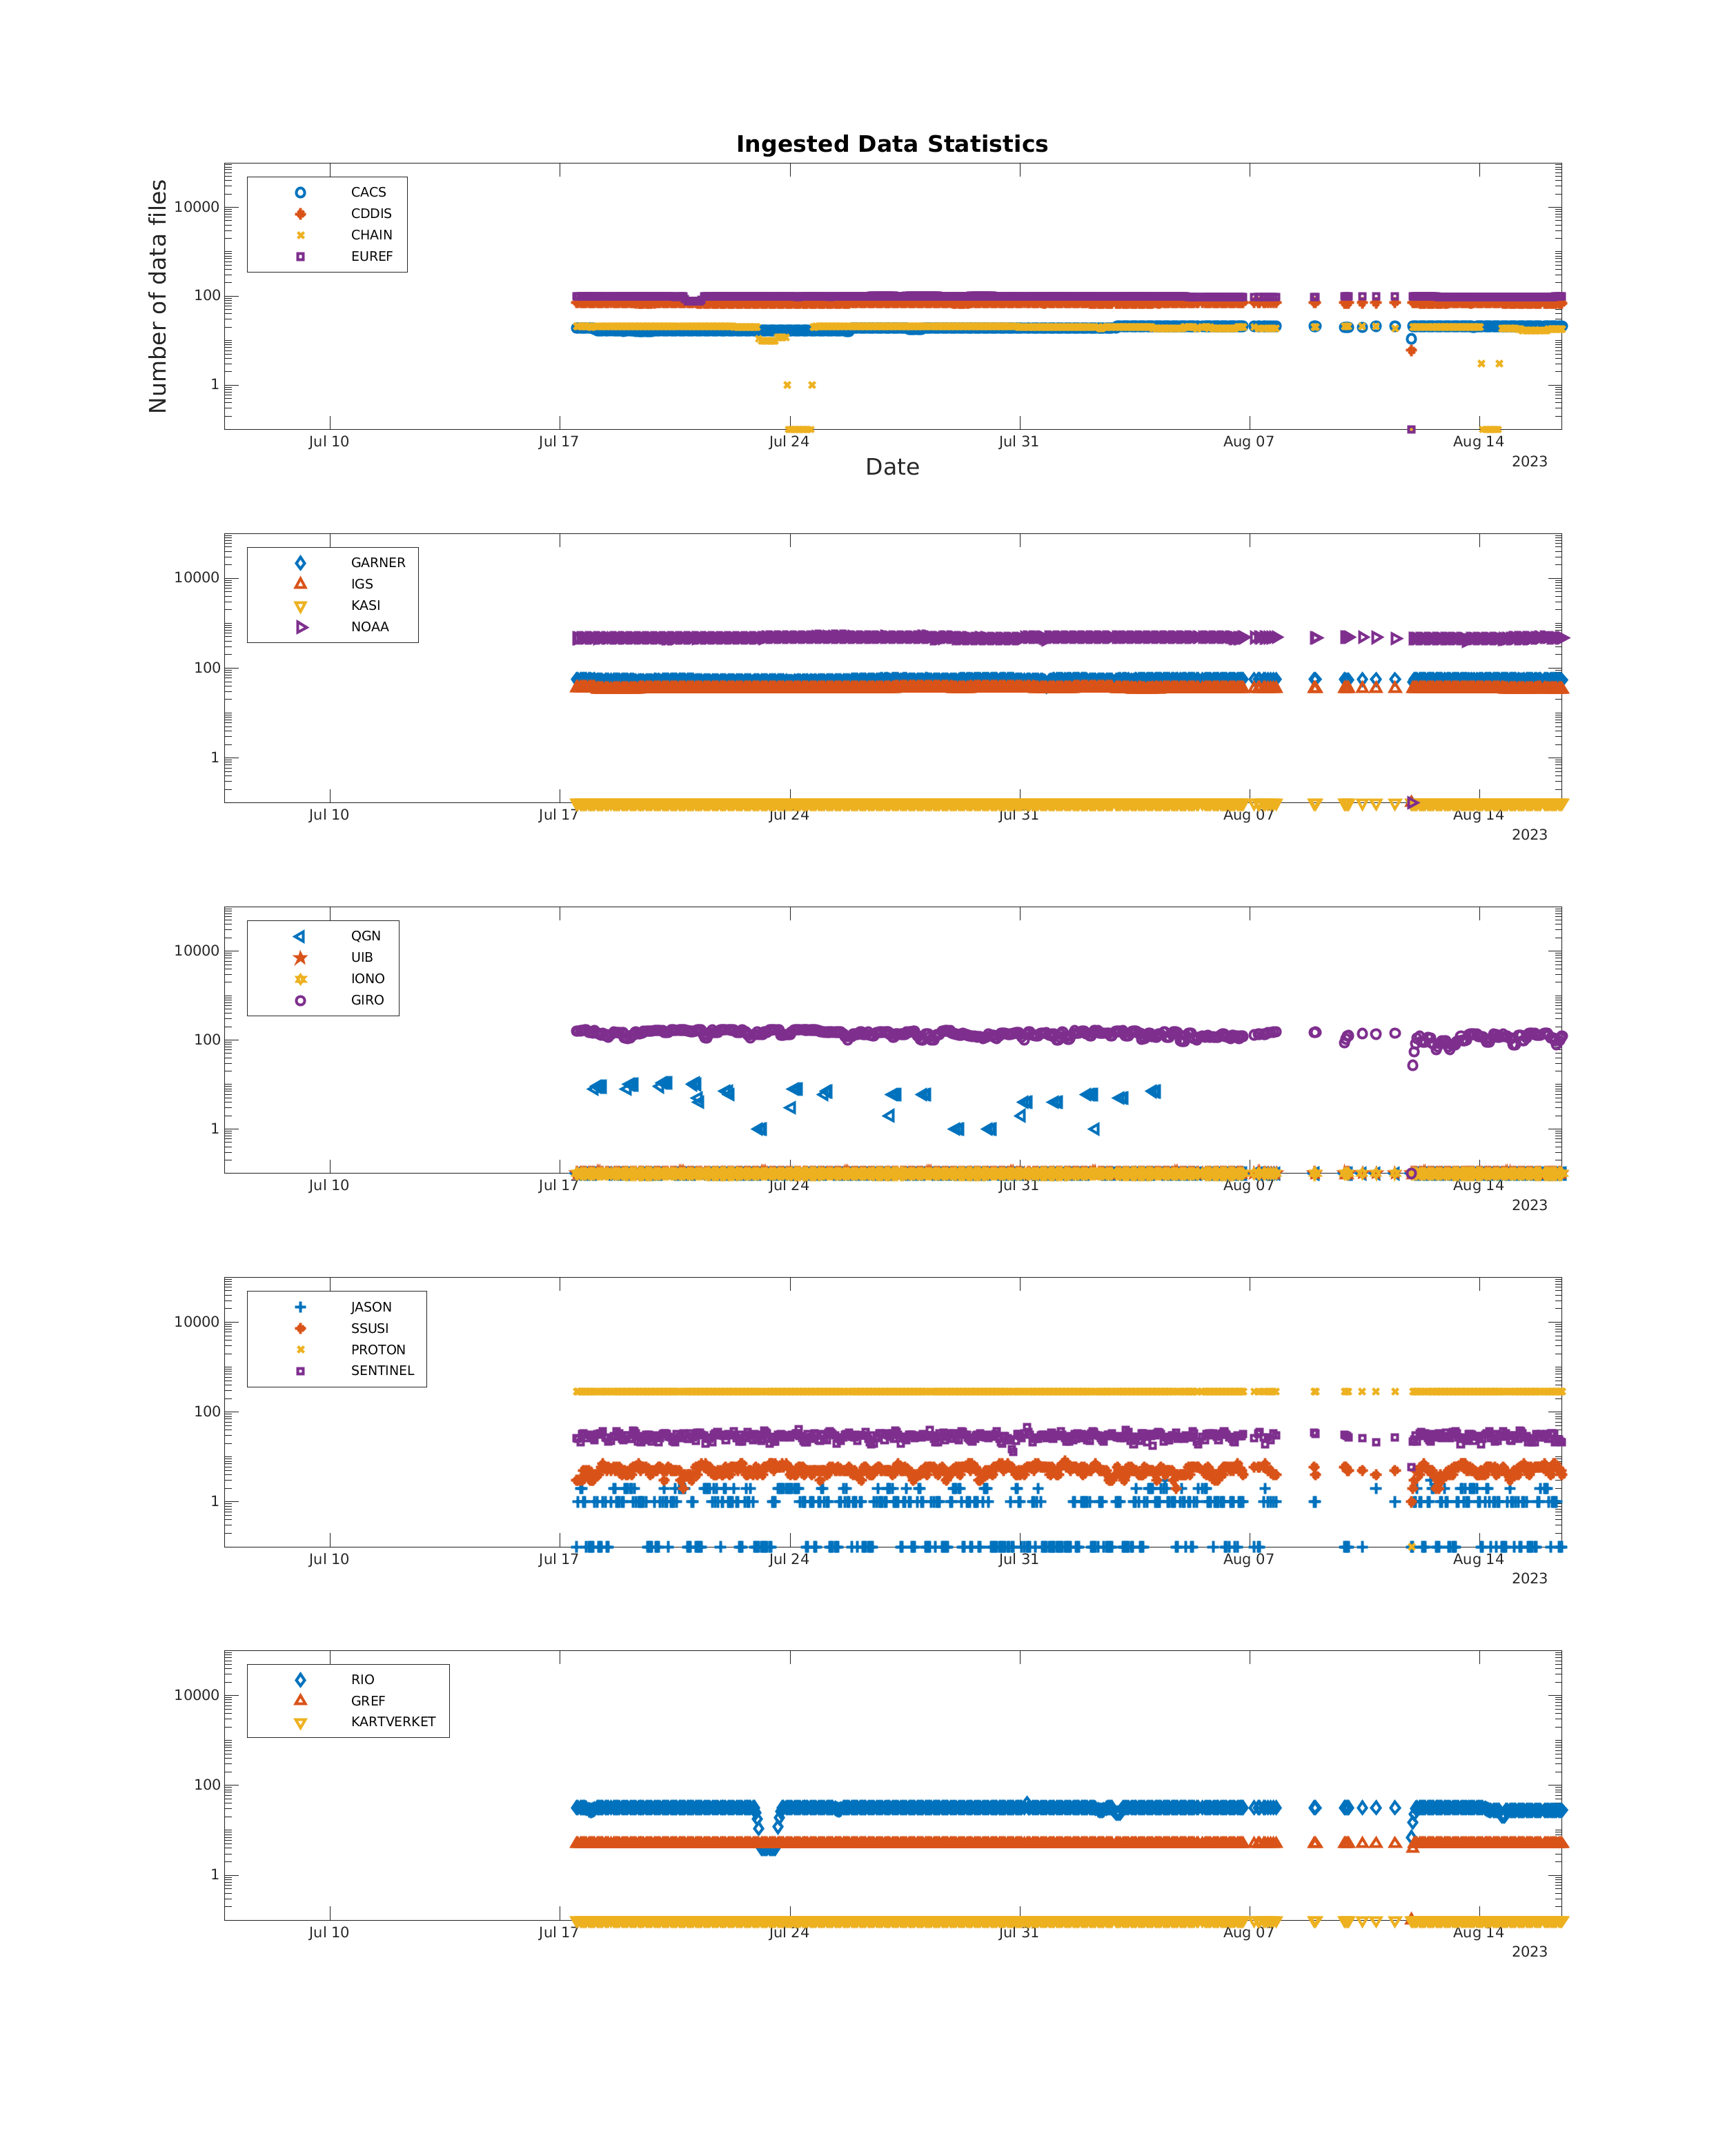 Ingested Data Statistics
Number of data files
10000
100
1
CACS
CDDIS
CHAIN
EUREF
Jul 10 Jul 17 Jul 24 Jul 31 Aug 07 Aug 14
2023
Date
10000
100
1
GARNER
IGS
KASI
NOAA
Jul 10 Jul 17 Jul 24 Jul 31 Aug 07 Aug 14
2023
10000
100
1
QGN
UIB
IONO
GIRO
Jul 10 Jul 17 Jul 24 Jul 31 Aug 07 Aug 14
2023
10000
100
1
JASON
SSUSI
PROTON
SENTINEL
Jul 10 Jul 17 Jul 24 Jul 31 Aug 07 Aug 14
2023
10000
100
1
RIO
GREF
KARTVERKET
Jul 10 Jul 17 Jul 24 Jul 31 Aug 07 Aug 14
2023